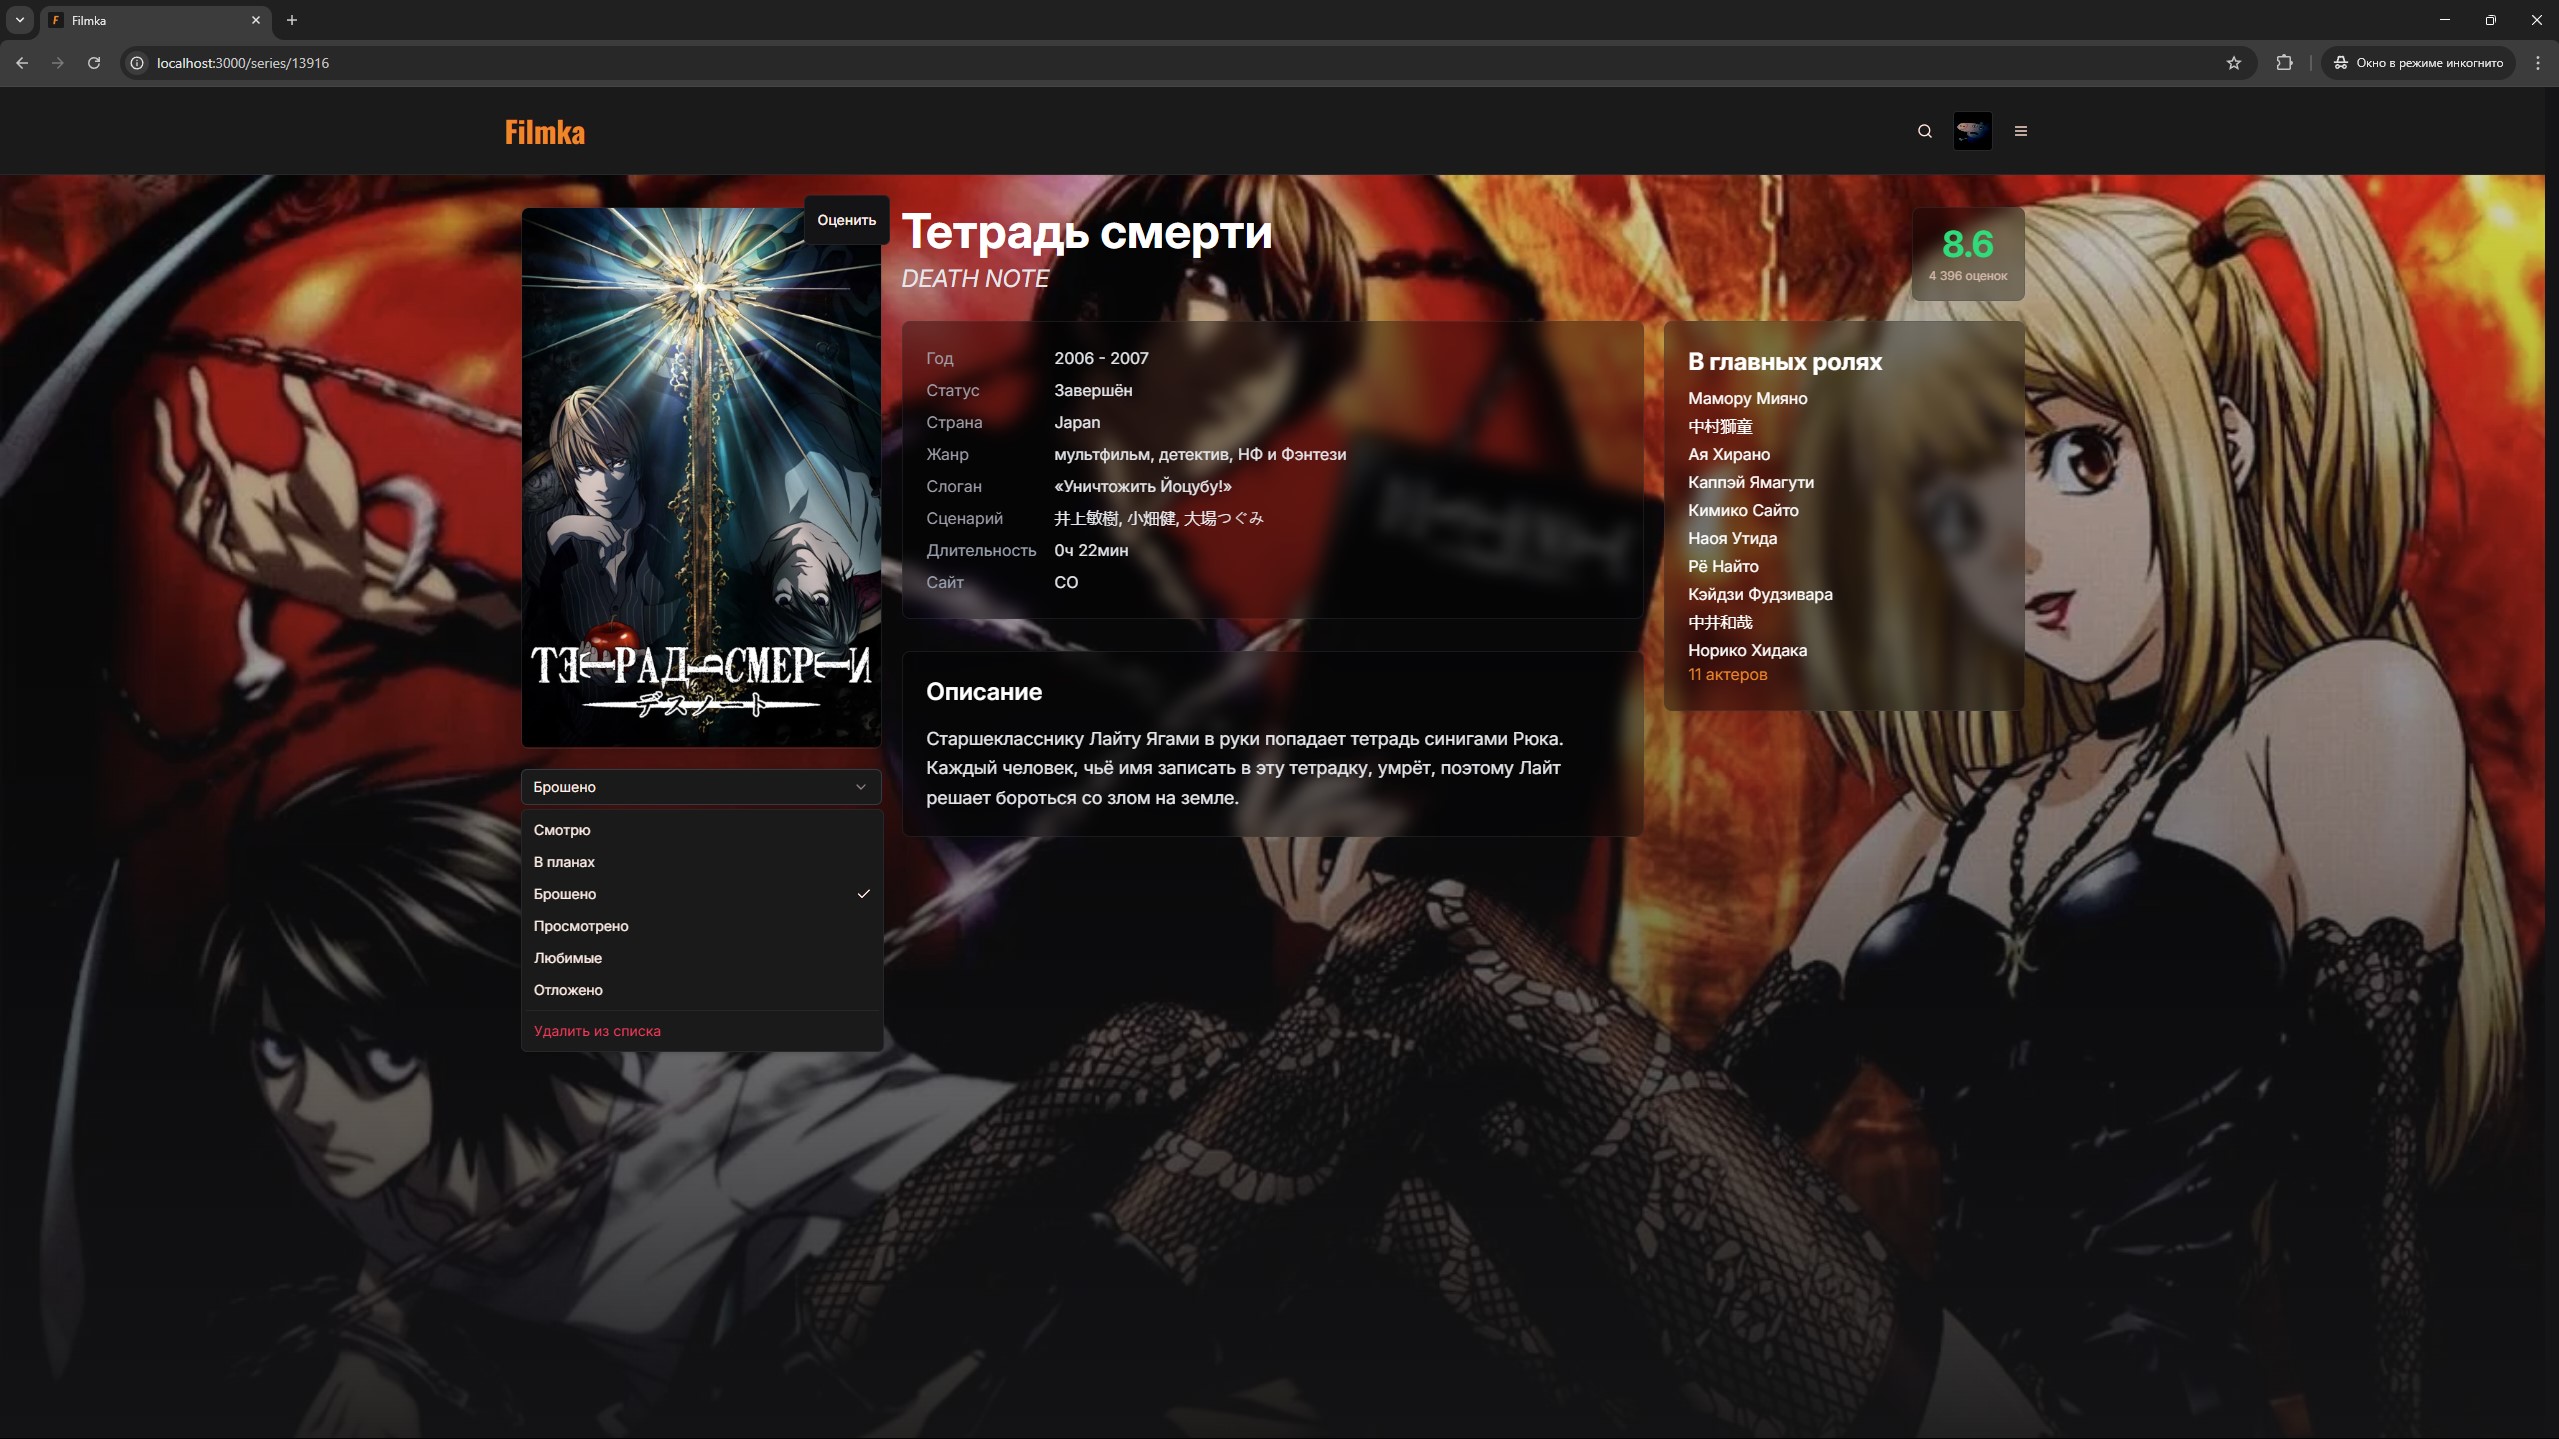 Filmka
localhost:3000/series/13916
Окно в режиме инкогнито
Filmka
Оценить
ТЕТРАДЬ СМЕРТИ
デスノート
Тетрадь смерти
DEATH NOTE
8.6
4 396 оценок
Год 2006 - 2007
Статус Завершён
Страна Japan
Жанр мультфильм, детектив, НФ и Фэнтези
Слоган «Уничтожить Йоцубу!»
Сценарий 井上敏樹, 小畑健, 大場つぐみ
Длительность 0ч 22мин
Сайт CO
Описание
Старшекласснику Лайту Ягами в руки попадает тетрадь синигами Рюка.
Каждый человек, чьё имя записать в эту тетрадку, умрёт, поэтому Лайт
решает бороться со злом на земле.
В главных ролях
Мамору Мияно
中村獅童
Ая Хирано
Каппэй Ямагути
Кимико Сайто
Наоя Утида
Рё Найто
Кэйдзи Фудзивара
中井和哉
Норико Хидака
11 актеров
Брошено
Смотрю
В планах
Брошено
Просмотрено
Любимые
Отложено
Удалить из списка